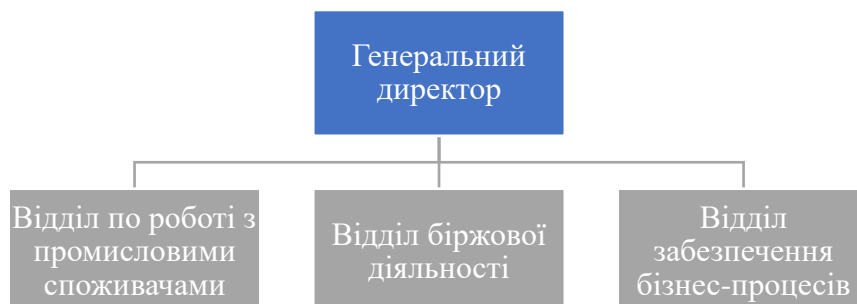 Генеральний
директор
Відділ по роботі з
промисловими
споживачами
Відділ біржової
діяльності
Відділ
забезпечення
бізнес-процесів